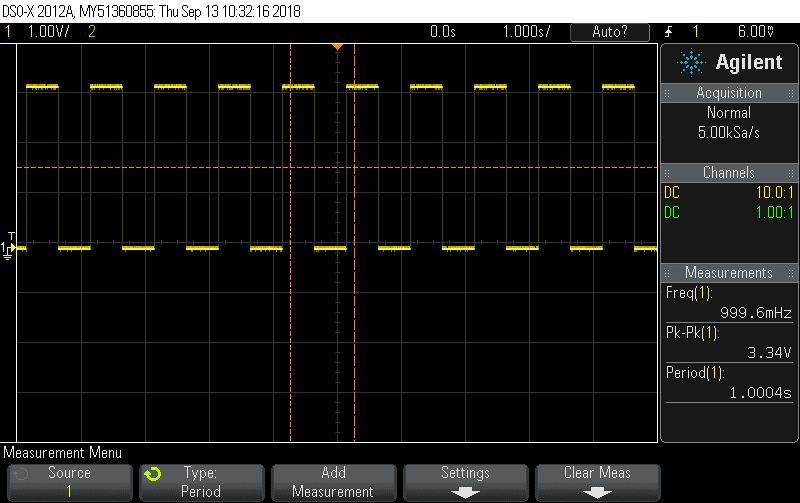 DSO-X 2012A, MY51360855: Thu Sep 13 10:32:16 2018
1 1.00V/ 2 0.0s 1.000s/ Auto? 1 6.00V
Agilent
Acquisition
Normal
5.00kSa/s
Channels
DC 10.0:1
DC 1.00:1
T
1
Measurements
Freq(1):
999.6mHz
Pk-Pk(1):
3.34V
Period(1):
1.0004s
Measurement Menu
Source
1
Type:
Period
Add
Measurement
Settings
Clear Meas